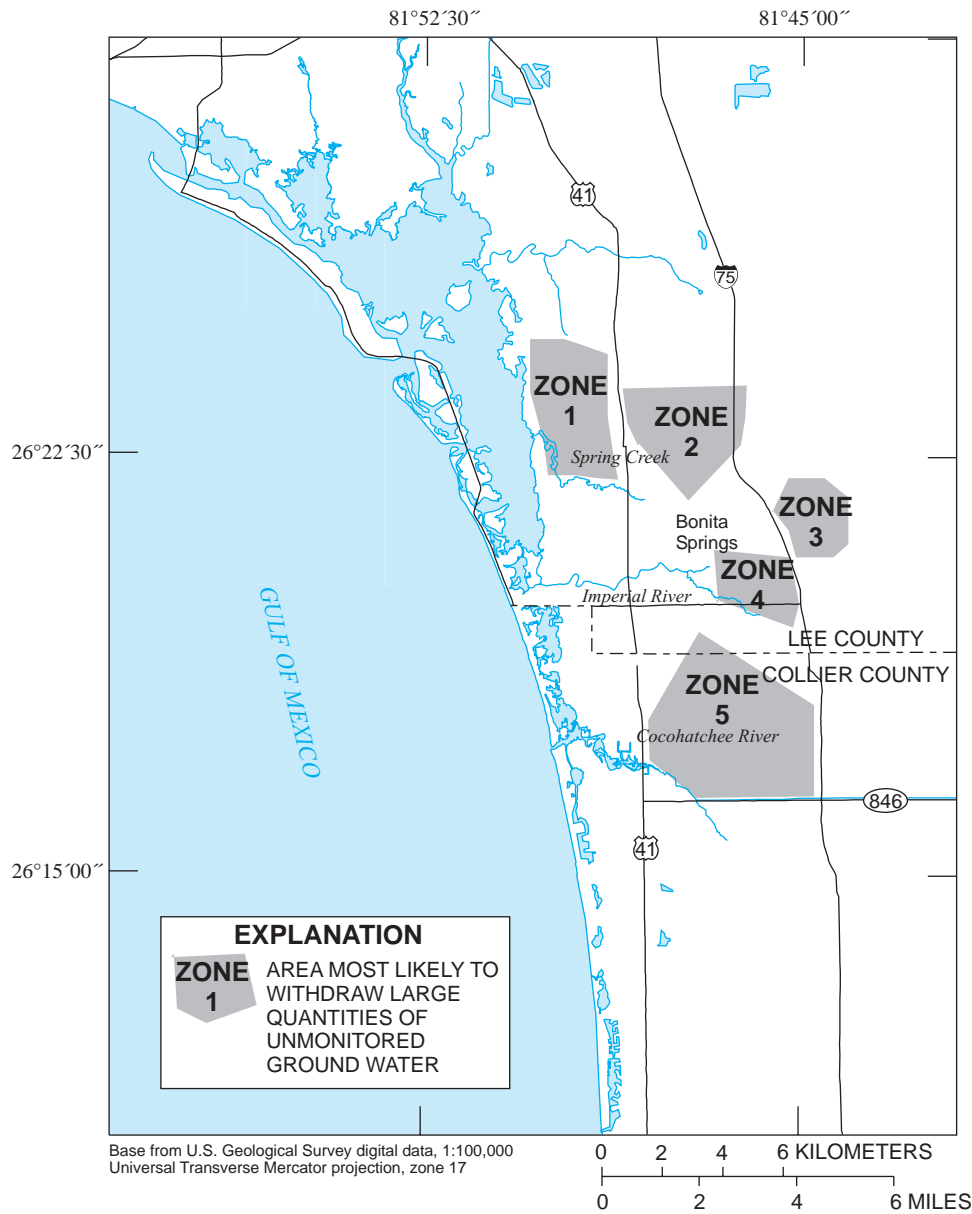 81°52´30˝
81°45´00˝
41
75
ZONE
1
ZONE
2
26°22´30˝
Spring Creek
ZONE
3
Bonita
Springs
ZONE
4
Imperial River
GULF OF MEXICO
LEE COUNTY
COLLIER COUNTY
ZONE
5
Cocohatchee River
846
41
26°15´00˝
EXPLANATION
ZONE
1
AREA MOST LIKELY TO
WITHDRAW LARGE
QUANTITIES OF
UNMONITORED
GROUND WATER
Base from U.S. Geological Survey digital data, 1:100,000
Universal Transverse Mercator projection, zone 17
0 2 4 6 KILOMETERS
0 2 4 6 MILES